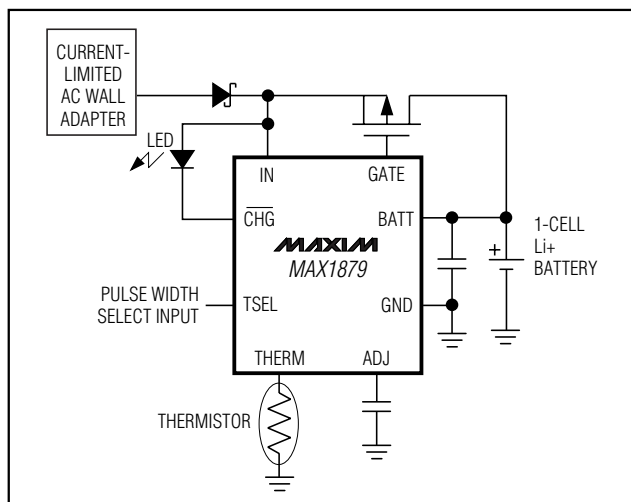 CURRENT-
LIMITED
AC WALL
ADAPTER
LED
IN
GATE
CHG
BATT
MAXIM
MAX1879
1-CELL
Li+
BATTERY
+
PULSE WIDTH
SELECT INPUT
TSEL
GND
THERM
ADJ
THERMISTOR